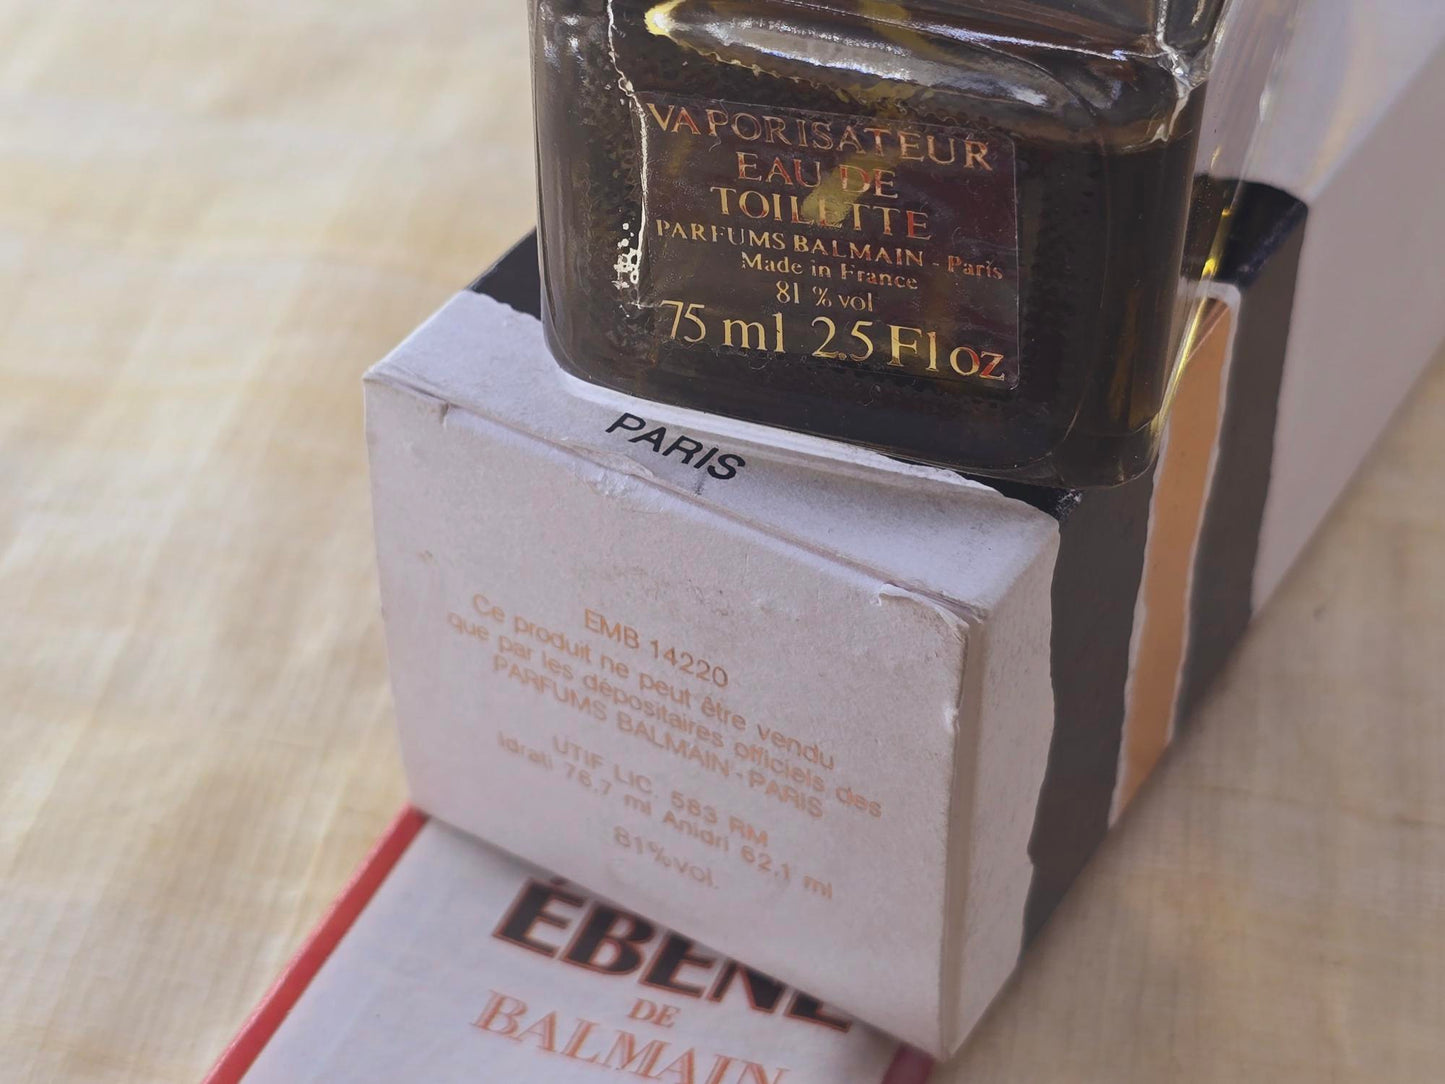 VAPORISATEUR
EAU DE
TOILETTE
PARFUMS BALMAIN - Paris
Made in France
81 % vol
75 ml 2.5 Fl oz
PARIS
EMB 14220
Ce produit ne peut être vendu
que par les dépositaires officiels des
PARFUMS BALMAIN - PARIS
UTIF LIC. 583 RM
Idrati 76,7 ml Anidri 62,1 ml
81%vol.
ÉBÈNE
DE
BALMAIN